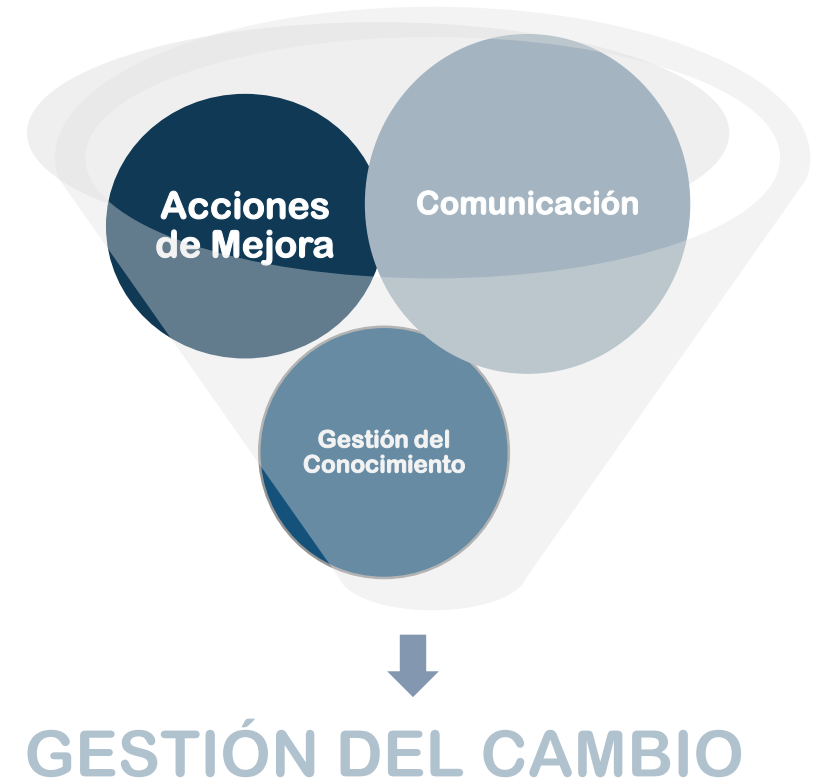 Acciones
de Mejora
Comunicación
Gestión del
Conocimiento
GESTIÓN DEL CAMBIO